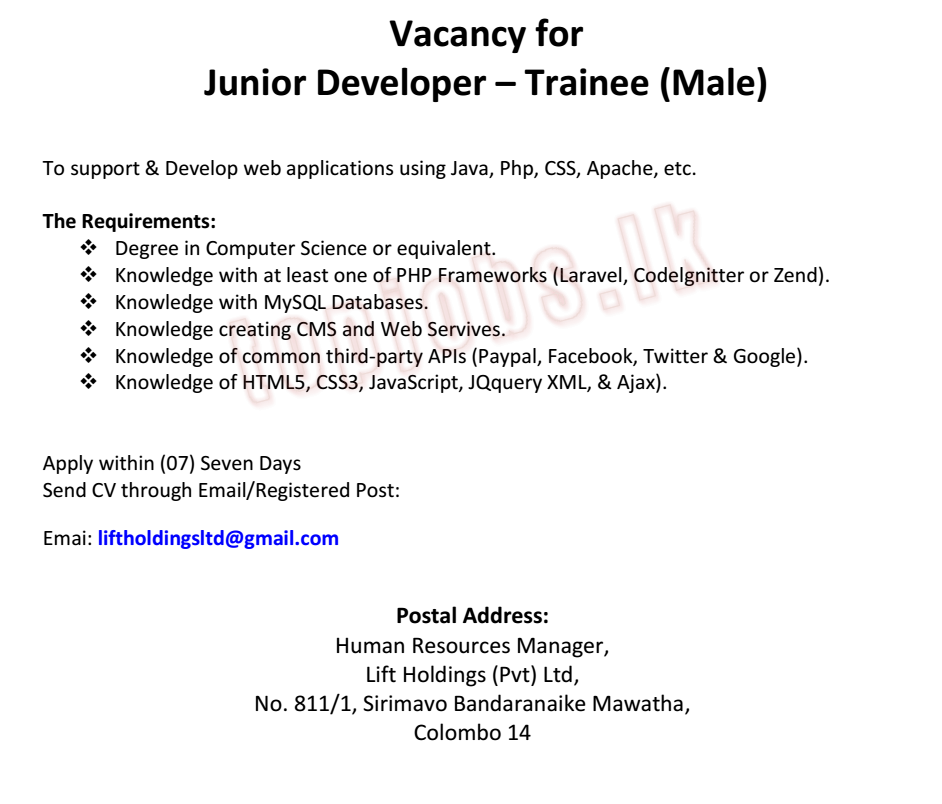 Vacancy for
Junior Developer – Trainee (Male)
To support & Develop web applications using Java, Php, CSS, Apache, etc.
The Requirements:
❖ Degree in Computer Science or equivalent.
❖ Knowledge with at least one of PHP Frameworks (Laravel, CodeIgnitter or Zend).
❖ Knowledge with MySQL Databases.
❖ Knowledge creating CMS and Web Servives.
❖ Knowledge of common third-party APIs (Paypal, Facebook, Twitter & Google).
❖ Knowledge of HTML5, CSS3, JavaScript, JQquery XML, & Ajax).
topjobs.lk
Apply within (07) Seven Days
Send CV through Email/Registered Post:
Emai: liftholdingsltd@gmail.com
Postal Address:
Human Resources Manager,
Lift Holdings (Pvt) Ltd,
No. 811/1, Sirimavo Bandaranaike Mawatha,
Colombo 14